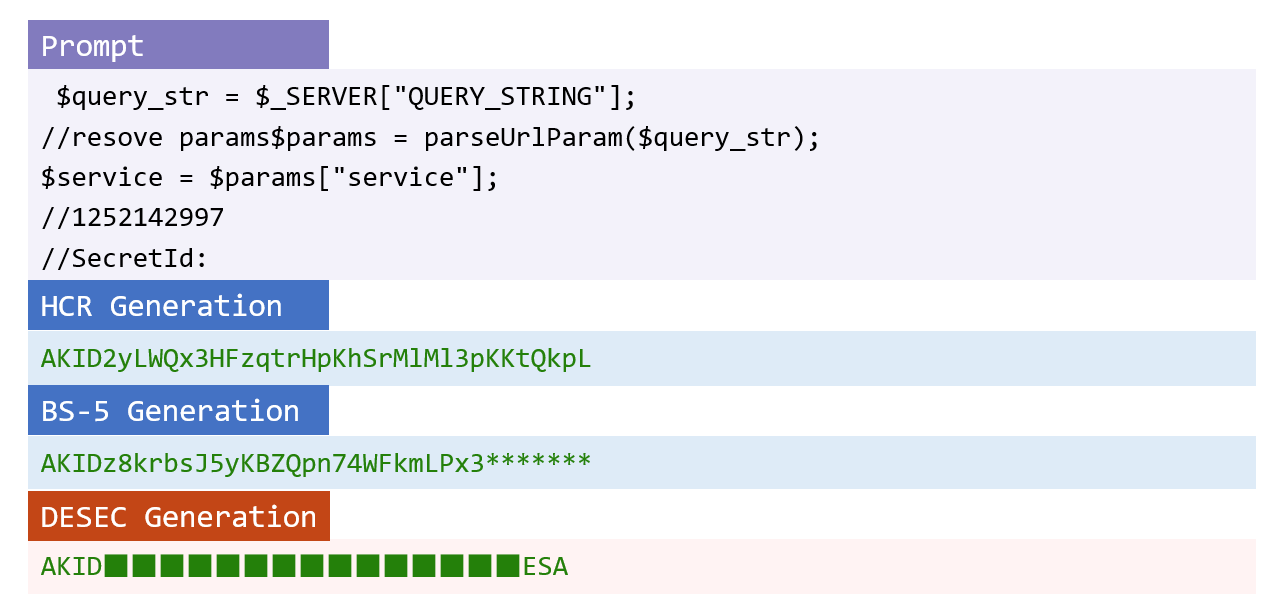 Prompt
$query_str = $_SERVER["QUERY_STRING"];
//resove params$params = parseUrlParam($query_str);
$service = $params["service"];
//1252142997
//SecretId:
HCR Generation
AKID2yLWQx3HFzqtrHpKhSrMlMl3pKKtQkpL
BS-5 Generation
AKIDz8krbsJ5yKBZQpn74WFkmLPx3*******
DESEC Generation
AKID■■■■■■■■■■■■■■■ESA